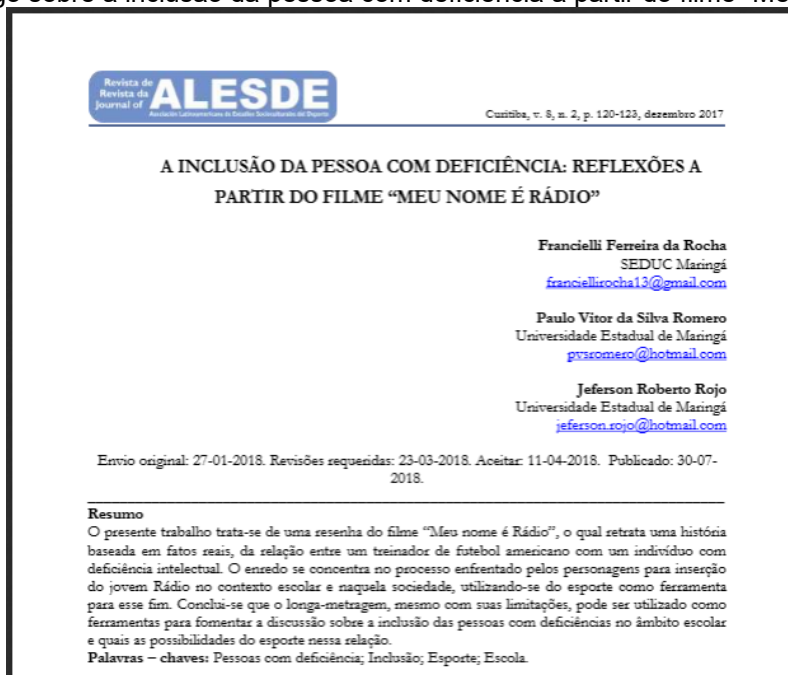 sobre a inclusão da pessoa com deficiência a partir do filme
Revista de
Revista da
Journal of
ALESDE
Asociación Latinoamericana de Estudios Socioculturales del Deporte
Curitiba, v. 8, n. 2, p. 120-123, dezembro 2017
A INCLUSÃO DA PESSOA COM DEFICIÊNCIA: REFLEXÕES A
PARTIR DO FILME “MEU NOME É RÁDIO”
Francielli Ferreira da Rocha
SEDUC Maringá
franciellirocha13@gmail.com
Paulo Vitor da Silva Romero
Universidade Estadual de Maringá
pvsromero@hotmail.com
Jeferson Roberto Rojo
Universidade Estadual de Maringá
jeferson.rojo@hotmail.com
Envio original: 27-01-2018. Revisões requeridas: 23-03-2018. Aceitar: 11-04-2018. Publicado: 30-07-
2018.
Resumo
O presente trabalho trata-se de uma resenha do filme “Meu nome é Rádio”, o qual retrata uma história
baseada em fatos reais, da relação entre um treinador de futebol americano com um indivíduo com
deficiência intelectual. O enredo se concentra no processo enfrentado pelos personagens para inserção
do jovem Rádio no contexto escolar e naquela sociedade, utilizando-se do esporte como ferramenta
para esse fim. Conclui-se que o longa-metragem, mesmo com suas limitações, pode ser utilizado como
ferramentas para fomentar a discussão sobre a inclusão das pessoas com deficiências no âmbito escolar
e quais as possibilidades do esporte nessa relação.
Palavras – chaves: Pessoas com deficiência; Inclusão; Esporte; Escola.